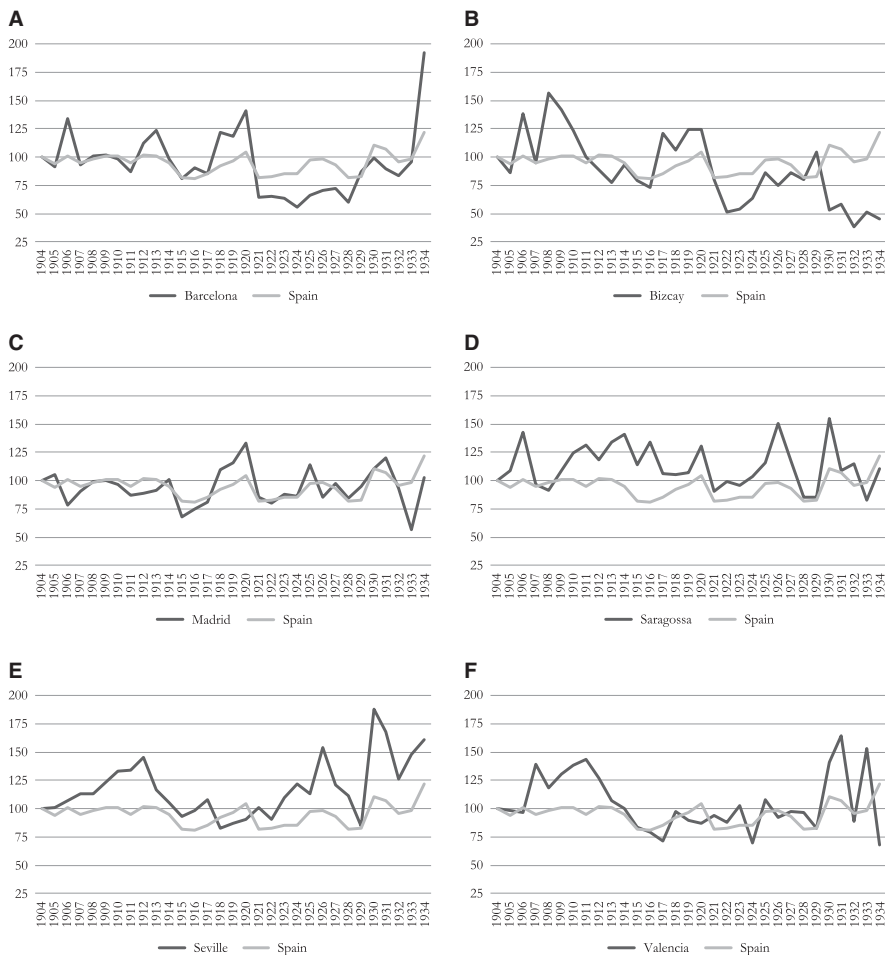 A
200
175
150
125
100
75
50
25
1904 1905 1906 1907 1908 1909 1910 1911 1912 1913 1914 1915 1916 1917 1918 1919 1920 1921 1922 1923 1924 1925 1926 1927 1928 1929 1930 1931 1932 1933 1934
Barcelona Spain
B
200
175
150
125
100
75
50
25
1904 1905 1906 1907 1908 1909 1910 1911 1912 1913 1914 1915 1916 1917 1918 1919 1920 1921 1922 1923 1924 1925 1926 1927 1928 1929 1930 1931 1932 1933 1934
Bizcay Spain
C
200
175
150
125
100
75
50
25
1904 1905 1906 1907 1908 1909 1910 1911 1912 1913 1914 1915 1916 1917 1918 1919 1920 1921 1922 1923 1924 1925 1926 1927 1928 1929 1930 1931 1932 1933 1934
Madrid Spain
D
200
175
150
125
100
75
50
25
1904 1905 1906 1907 1908 1909 1910 1911 1912 1913 1914 1915 1916 1917 1918 1919 1920 1921 1922 1923 1924 1925 1926 1927 1928 1929 1930 1931 1932 1933 1934
Saragossa Spain
E
200
175
150
125
100
75
50
25
1904 1905 1906 1907 1908 1909 1910 1911 1912 1913 1914 1915 1916 1917 1918 1919 1920 1921 1922 1923 1924 1925 1926 1927 1928 1929 1930 1931 1932 1933 1934
Seville Spain
F
200
175
150
125
100
75
50
25
1904 1905 1906 1907 1908 1909 1910 1911 1912 1913 1914 1915 1916 1917 1918 1919 1920 1921 1922 1923 1924 1925 1926 1927 1928 1929 1930 1931 1932 1933 1934
Valencia Spain